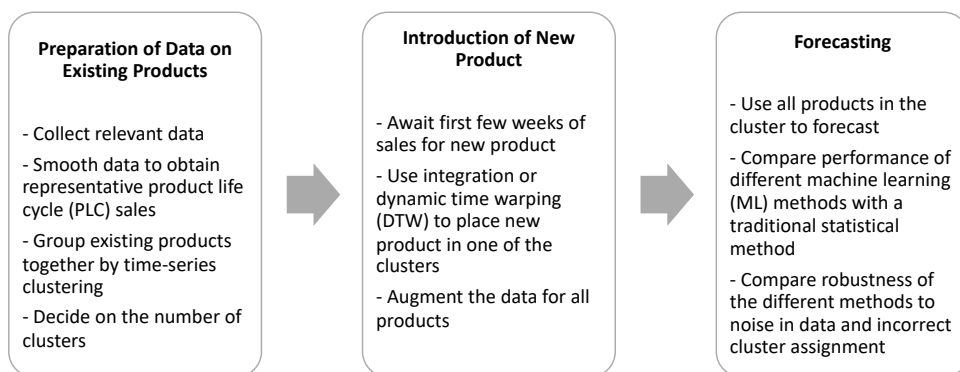 Preparation of Data on
Existing Products
- Collect relevant data
- Smooth data to obtain
representative product life
cycle (PLC) sales
- Group existing products
together by time-series
clustering
- Decide on the number of
clusters
Introduction of New
Product
- Await first few weeks of
sales for new product
- Use integration or
dynamic time warping
(DTW) to place new
product in one of the
clusters
- Augment the data for all
products
Forecasting
- Use all products in the
cluster to forecast
- Compare performance of
different machine learning
(ML) methods with a
traditional statistical
method
- Compare robustness of
the different methods to
noise in data and incorrect
cluster assignment